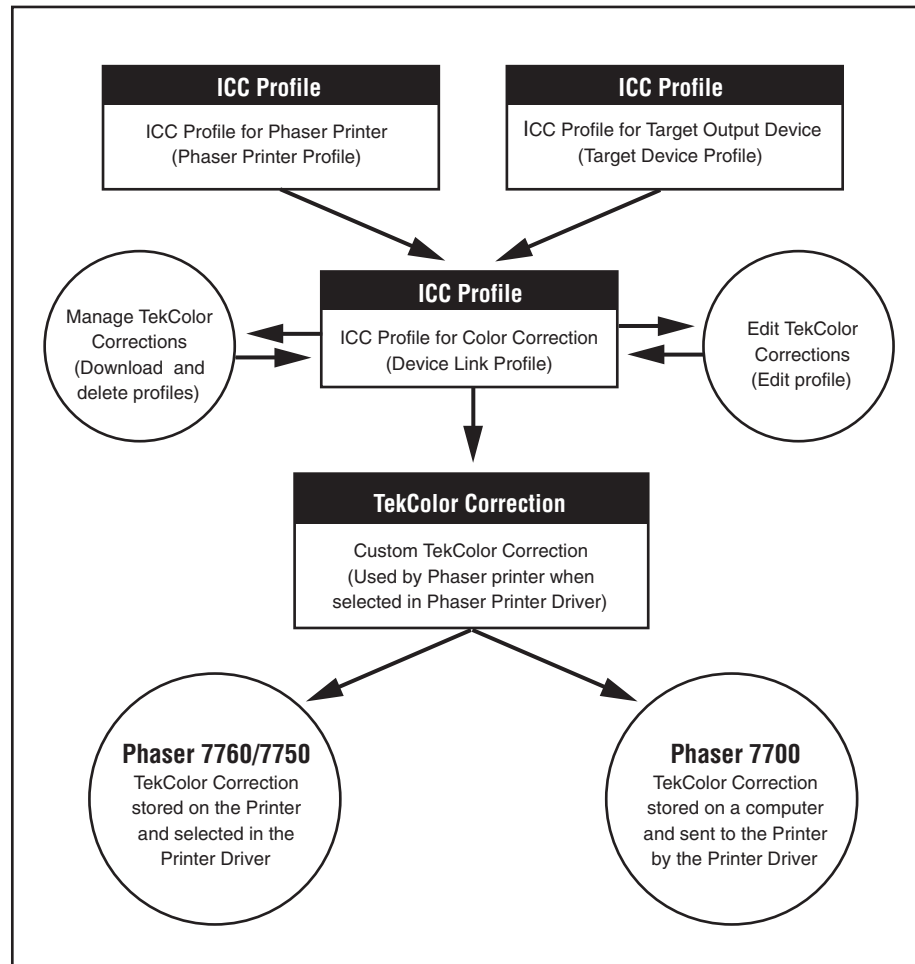 ICC Profile
ICC Profile for Phaser Printer
(Phaser Printer Profile)
ICC Profile
ICC Profile for Target Output Device
(Target Device Profile)
Manage TekColor
Corrections
(Download and
delete profiles)
ICC Profile
ICC Profile for Color Correction
(Device Link Profile)
Edit TekColor
Corrections
(Edit profile)
TekColor Correction
Custom TekColor Correction
(Used by Phaser printer when
selected in Phaser Printer Driver)
Phaser 7760/7750
TekColor Correction
stored on the Printer
and selected in the
Printer Driver
Phaser 7700
TekColor Correction
stored on a computer
and sent to the Printer
by the Printer Driver